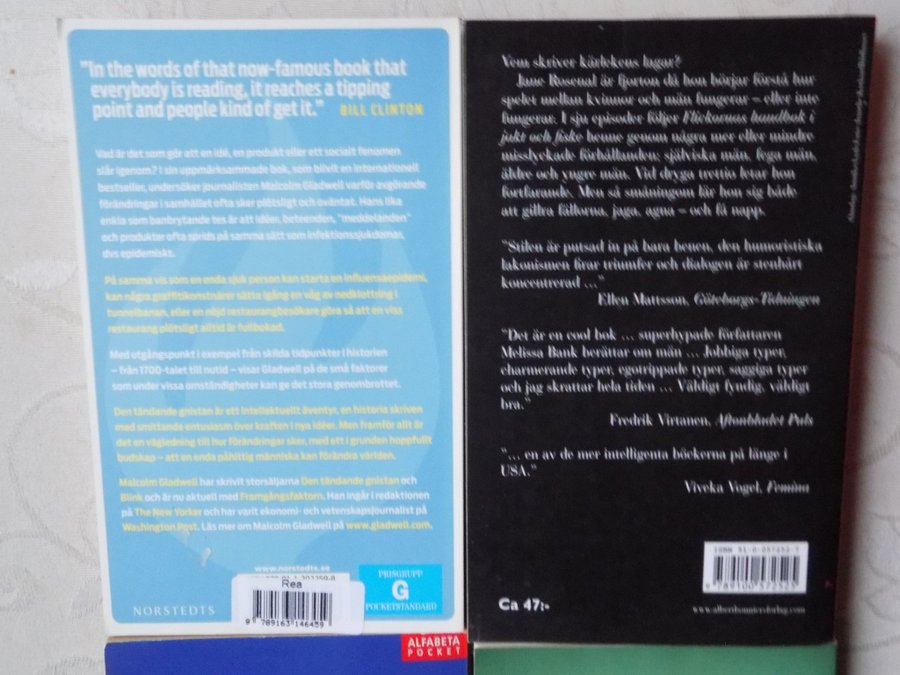 "In the words of that now-famous book that
everybody is reading, it reaches a tipping
point and people kind of get it." BILL CLINTON
Vad är det som gör att en idé, en produkt eller ett socialt fenomen
slår igenom? I sin uppmärksammade bok, som blivit en internationell
bestseller, undersöker journalisten Malcolm Gladwell varför avgörande
förändringar i samhället ofta sker plötsligt och oväntat. Hans lika
enkla som banbrytande tes är att idéer, beteenden, "meddelanden"
och produkter ofta sprids på samma sätt som infektionssjukdomar,
dvs epidemiskt.
På samma vis som en enda sjuk person kan starta en influensaepidemi,
kan några graffitikonstnärer sätta igång en våg av nedklottring i
tunnelbanan, eller en nöjd restaurangbesökare göra så att en viss
restaurang plötsligt alltid är fullbokad.
Med utgångspunkt i exempel från skilda tidpunkter i historien
– från 1700-talet till nutid – visar Gladwell på de små faktorer
som under vissa omständigheter kan ge det stora genombrottet.
Den tändande gnistan är ett intellektuellt äventyr, en historia skriven
med smittande entusiasm över kraften i nya idéer. Men framför allt är
det en vägledning till hur förändringar sker, med ett i grunden hoppfullt
budskap – att en enda påhittig människa kan förändra världen.
Malcolm Gladwell har skrivit storsäljarna Den tändande gnistan och
Blink och är nu aktuell med Framgångsfaktorn. Han ingår i redaktionen
på The New Yorker och har varit ekonomi- och vetenskapsjournalist på
Washington Post. Läs mer om Malcolm Gladwell på www.gladwell.com.
www.norstedts.se
Rea
9 789163 146459
NORSTEDTS
PRISGRUPP
G
POCKETSTANDARD
Vem skriver kärlekens lagar?
Jane Rosenal är fjorton då hon börjar förstå hur
spelet mellan kvinnor och män fungerar – eller inte
fungerar. I sju episoder följer Flickornas handbok i
jakt och fiske henne genom några mer eller mindre
misslyckade förhållanden: själviska män, fega män,
äldre och yngre män. Vid dryga trettio letar hon
fortfarande. Men så småningom lär hon sig både
att gillra fällorna, jaga, agna – och få napp.
"Stilen är putsad in på bara benen, den humoristiska
lakonismen firar triumfer och dialogen är stenhårt
koncentrerad ..."
Ellen Mattsson, Göteborgs-Tidningen
"Det är en cool bok ... superhypade författaren
Melissa Bank berättar om män ... Jobbiga typer,
charmerande typer, egotrippade typer, saggiga typer
och jag skrattar hela tiden ... Väldigt fyndig, väldigt
bra."
Fredrik Virtanen, Aftonbladet Puls
"... en av de mer intelligenta böckerna på länge i
USA."
Viveka Vogel, Femina
ISBN 91-0-057252-7
9 789100 572525
Ca 47:-
www.albertbonniersforlag.com
ALFABETA
POCKET